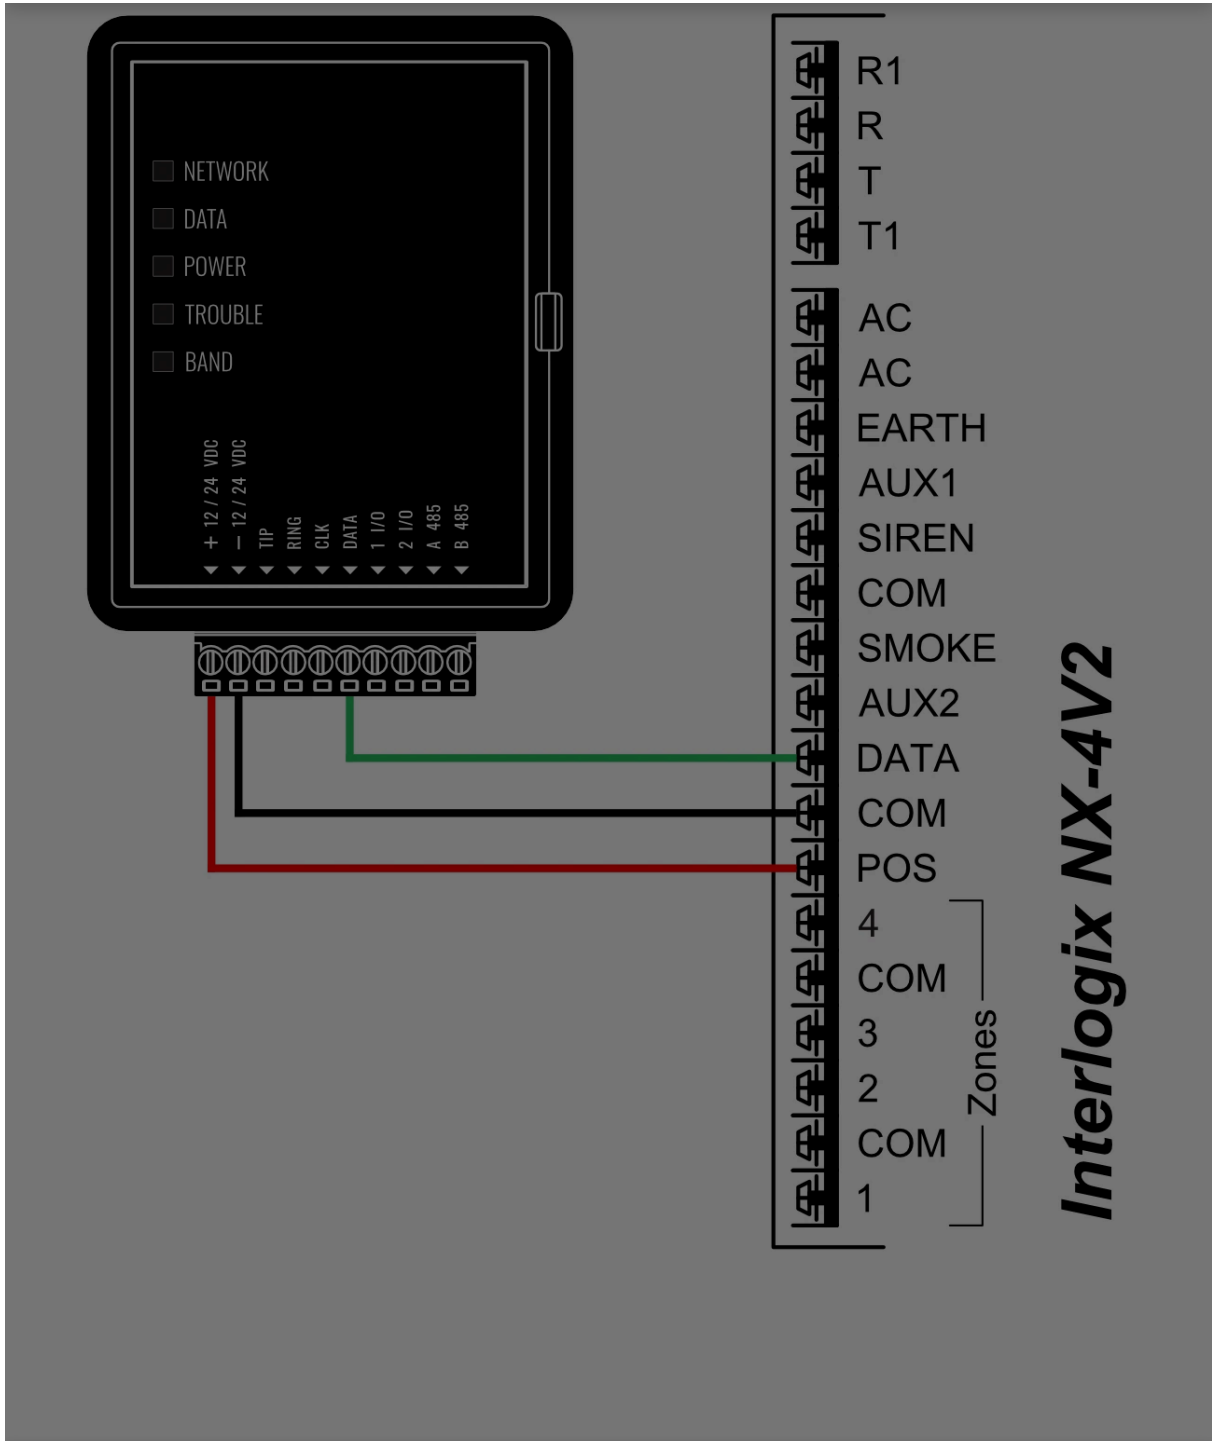 NETWORK
DATA
POWER
TROUBLE
BAND
+ 12 / 24 VDC
− 12 / 24 VDC
TIP
RING
CLK
DATA
1 I/O
2 I/O
A 485
B 485
R1
R
T
T1
AC
AC
EARTH
AUX1
SIREN
COM
SMOKE
AUX2
DATA
COM
POS
4
COM
3
2
COM
1
Zones
Interlogix NX-4V2